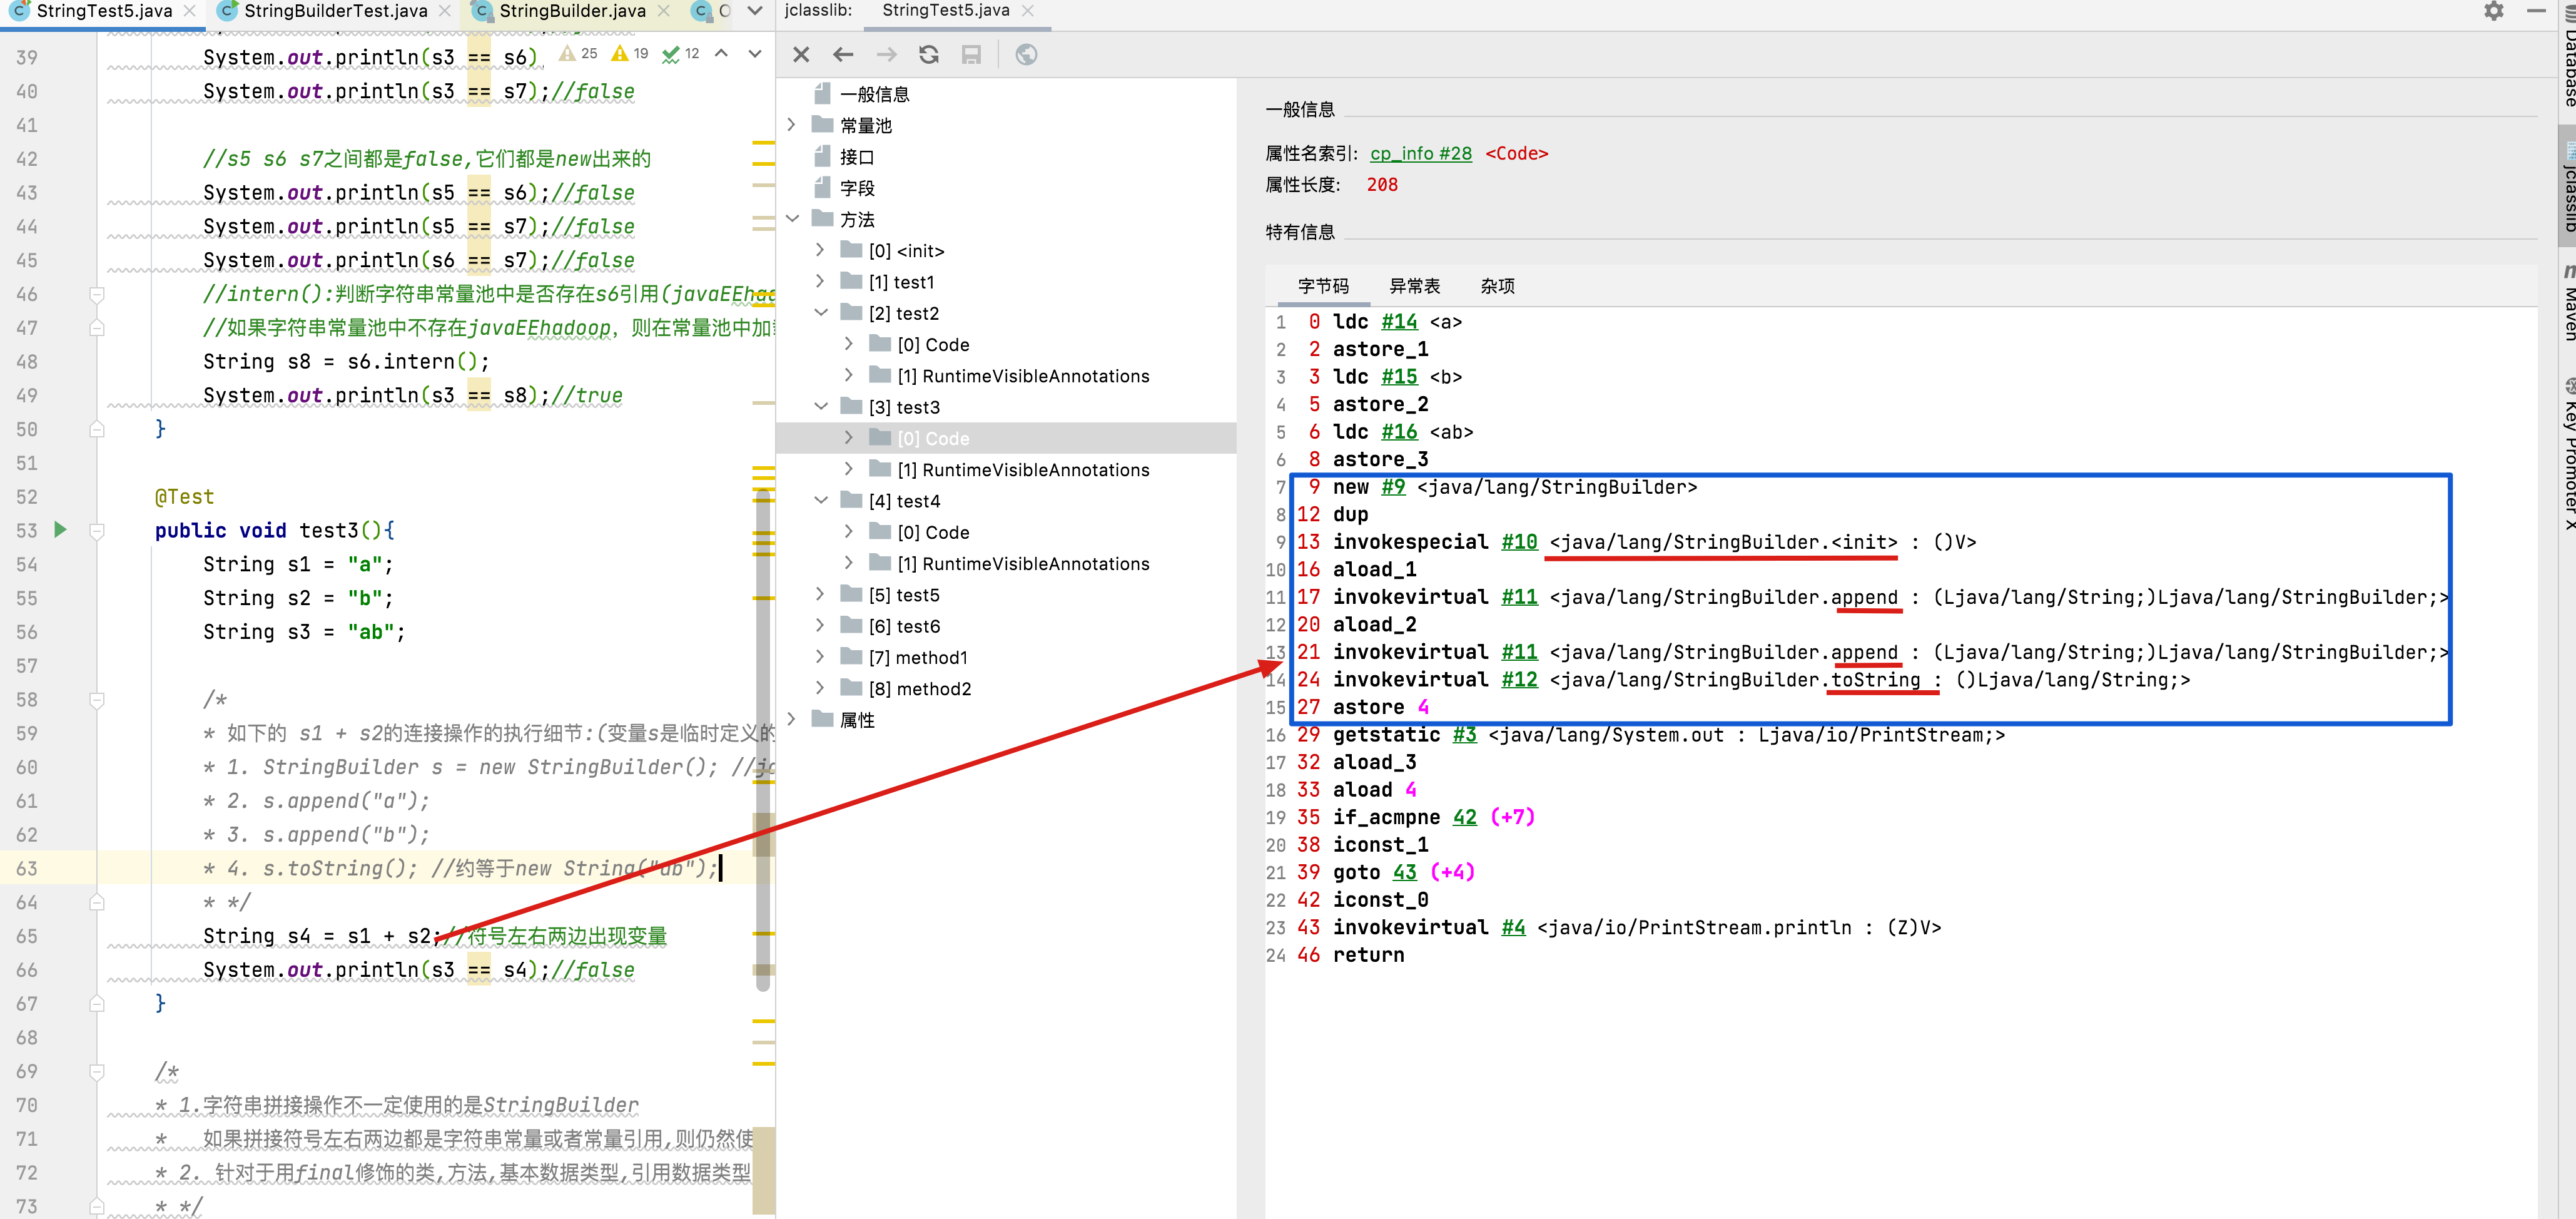 StringTest5.java
StringBuilderTest.java
StringBuilder.java
39 System.out.println(s3 == s6)
25 19 12
40 System.out.println(s3 == s7);//false
41
42 //s5 s6 s7之间都是false,它们都是new出来的
43 System.out.println(s5 == s6);//false
44 System.out.println(s5 == s7);//false
45 System.out.println(s6 == s7);//false
46 //intern():判断字符串常量池中是否存在s6引用(javaEEhad
47 //如果字符串常量池中不存在javaEEhadoop, 则在常量池中加
48 String s8 = s6.intern();
49 System.out.println(s3 == s8);//true
50 }
51
52 @Test
53 public void test3(){
54 String s1 = "a";
55 String s2 = "b";
56 String s3 = "ab";
57
58 /*
59 * 如下的 s1 + s2的连接操作的执行细节:(变量s是临时定义的
60 * 1. StringBuilder s = new StringBuilder(); //
61 * 2. s.append("a");
62 * 3. s.append("b");
63 * 4. s.toString(); //约等于new String("ab");
64 * */
65 String s4 = s1 + s2;//符号左右两边出现变量
66 System.out.println(s3 == s4);//false
67 }
68
69 /*
70 * 1.字符串拼接操作不一定使用的是StringBuilder
71 * 如果拼接符号左右两边都是字符串常量或者常量引用,则仍然使
72 * 2. 针对于用final修饰的类,方法,基本数据类型,引用数据类型
73 * */
jclasslib: StringTest5.java
一般信息
常量池
接口
字段
方法
[0] <init>
[1] test1
[2] test2
[0] Code
[1] RuntimeVisibleAnnotations
[3] test3
[0] Code
[1] RuntimeVisibleAnnotations
[4] test4
[0] Code
[1] RuntimeVisibleAnnotations
[5] test5
[6] test6
[7] method1
[8] method2
属性
一般信息
属性名索引: cp_info #28 <Code>
属性长度: 208
特有信息
字节码 异常表 杂项
1 0 ldc #14 <a>
2 2 astore_1
3 3 ldc #15 <b>
4 5 astore_2
5 6 ldc #16 <ab>
6 8 astore_3
7 9 new #9 <java/lang/StringBuilder>
8 12 dup
9 13 invokespecial #10 <java/lang/StringBuilder.<init> : ()V>
10 16 aload_1
11 17 invokevirtual #11 <java/lang/StringBuilder.append : (Ljava/lang/String;)Ljava/lang/StringBuilder;>
12 20 aload_2
13 21 invokevirtual #11 <java/lang/StringBuilder.append : (Ljava/lang/String;)Ljava/lang/StringBuilder;>
14 24 invokevirtual #12 <java/lang/StringBuilder.toString : ()Ljava/lang/String;>
15 27 astore 4
16 29 getstatic #3 <java/lang/System.out : Ljava/io/PrintStream;>
17 32 aload_3
18 33 aload 4
19 35 if_acmpne 42 (+7)
20 38 iconst_1
21 39 goto 43 (+4)
22 42 iconst_0
23 43 invokevirtual #4 <java/io/PrintStream.println : (Z)V>
24 46 return
Database
jclasslib
Maven
Key Promoter X